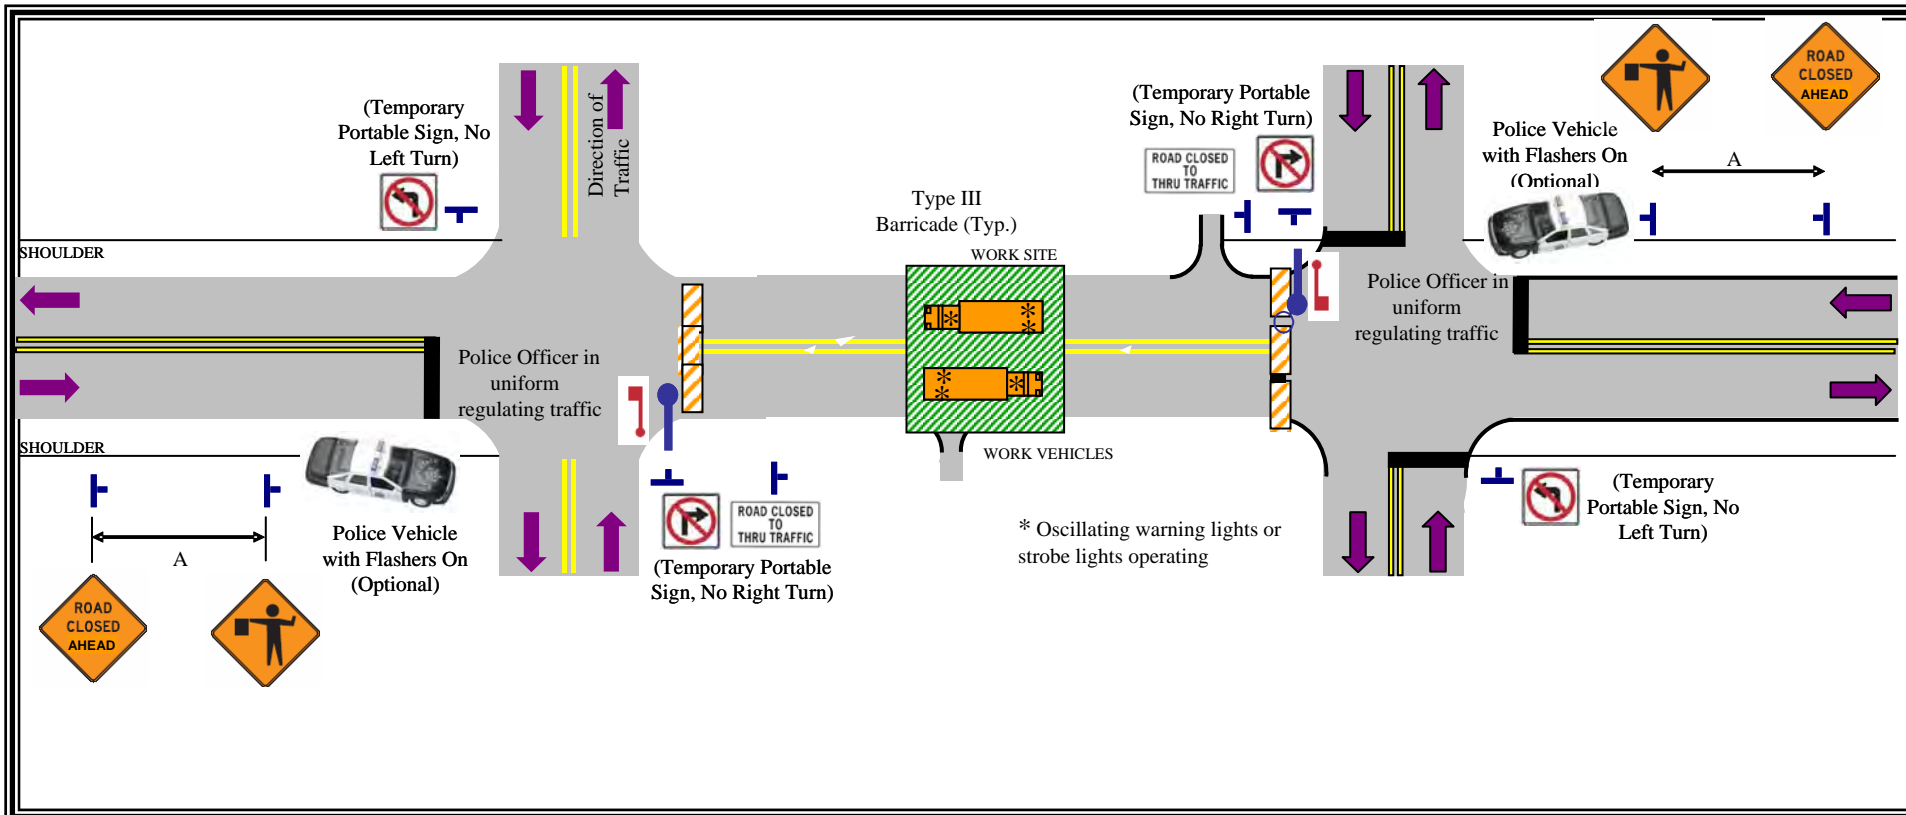 (Temporary
Portable Sign, No
Left Turn)
Direction of
Traffic
(Temporary Portable
Sign, No Right Turn)
ROAD CLOSED
TO
THRU TRAFFIC
ROAD
CLOSED
AHEAD
Police Vehicle
with Flashers On
(Optional)
A
Type III
Barricade (Typ.)
WORK SITE
SHOULDER
Police Officer in
uniform
regulating traffic
Police Officer in
uniform
regulating traffic
* *
*
* *
*
SHOULDER
WORK VEHICLES
Police Vehicle
with Flashers On
(Optional)
A
ROAD
CLOSED
AHEAD
ROAD CLOSED
TO
THRU TRAFFIC
(Temporary Portable
Sign, No Right Turn)
* Oscillating warning lights or
strobe lights operating
(Temporary
Portable Sign, No
Left Turn)